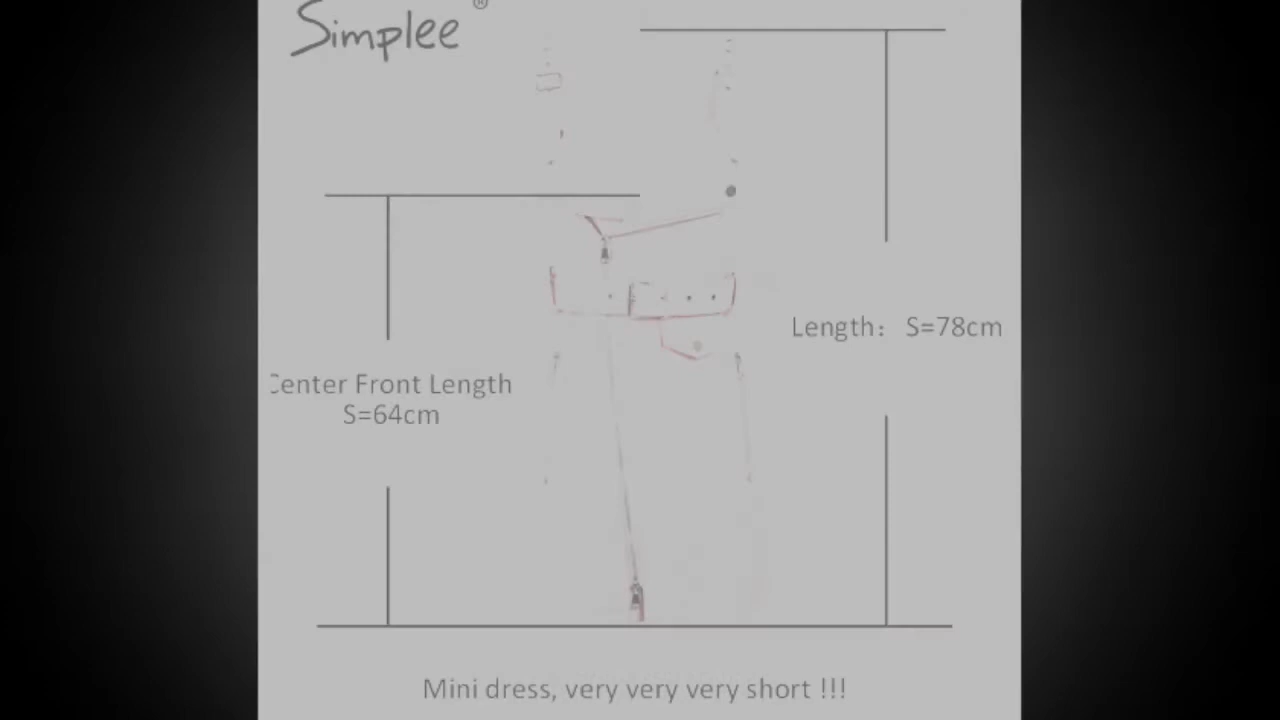 Simplee®
Length: S=78cm
Center Front Length
S=64cm
Mini dress, very very very short !!!